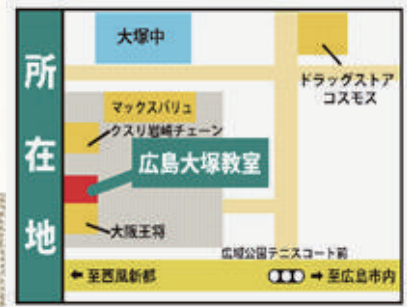 所在地
大塚中
ドラッグストア
コスモス
マックスバリュ
クスリ岩崎チェーン
広島大塚教室
大阪王将
広域公園テニスコート前
← 至西風新都
→ 至広島市内